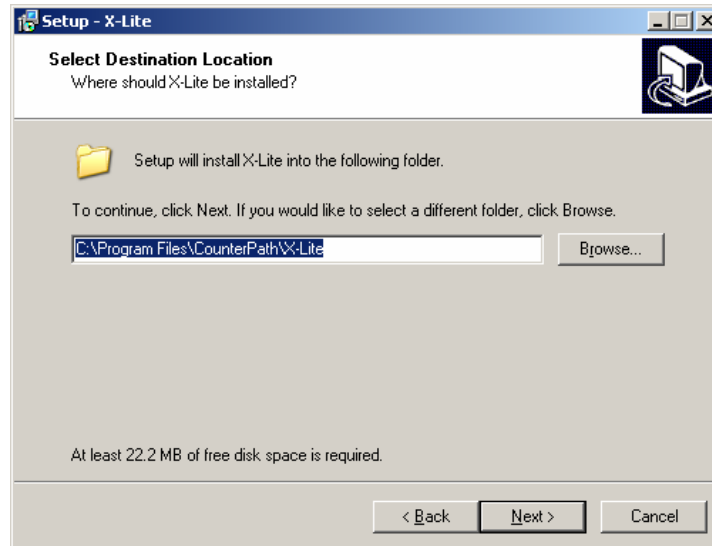 Setup - X-Lite
Select Destination Location
Where should X-Lite be installed?
Setup will install X-Lite into the following folder.
To continue, click Next. If you would like to select a different folder, click Browse.
C:\Program Files\CounterPath\X-Lite
Browse...
At least 22.2 MB of free disk space is required.
< Back Next > Cancel